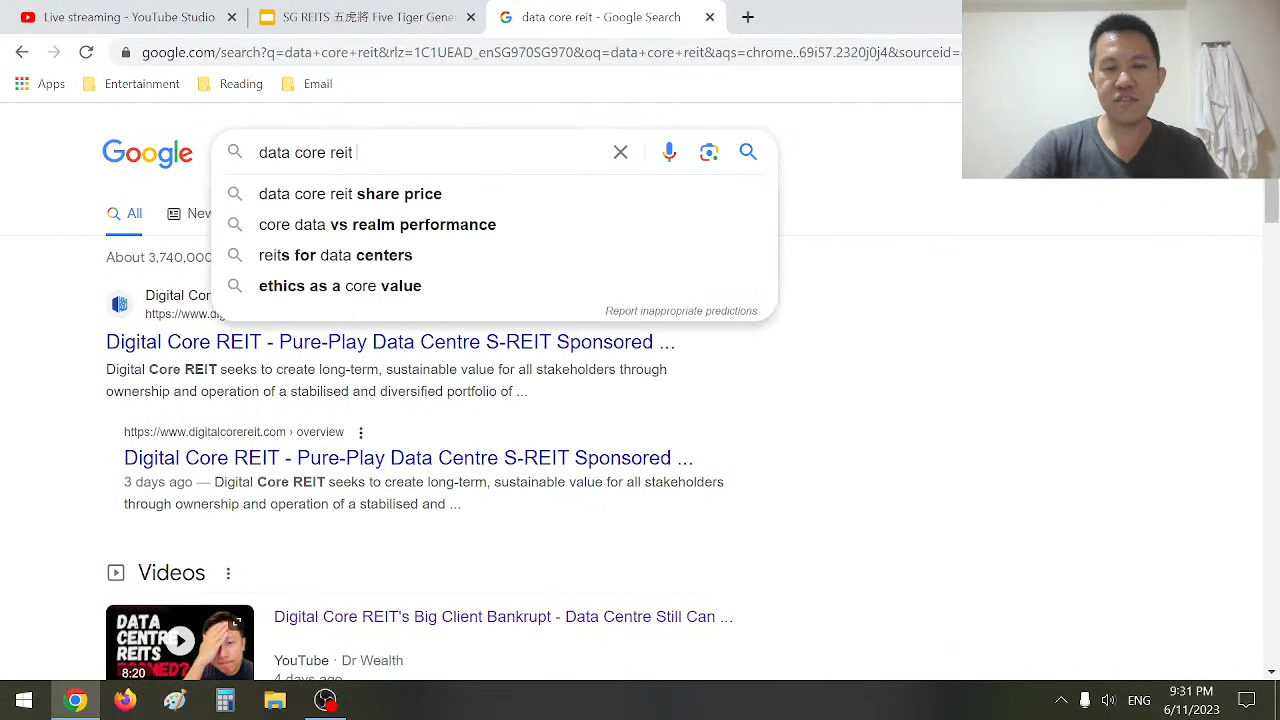 Live streaming - YouTube Studio
SG REITS 五虎將 Five Tiger Gene
data core reit - Google Search
google.com/search?q=data+core+reit&rlz=1C1UEAD_enSG970SG970&oq=data+core+reit&aqs=chrome...69i57.2320j0j4&sourceid=
Apps
Entertainment
Reading
Email
Google
data core reit
data core reit share price
core data vs realm performance
reits for data centers
ethics as a core value
Report inappropriate predictions
All
New
About 3,740,000
Digital Cor
https://www.dig
Digital Core REIT - Pure-Play Data Centre S-REIT Sponsored ...
Digital Core REIT seeks to create long-term, sustainable value for all stakeholders through
ownership and operation of a stabilised and diversified portfolio of ...
https://www.digitalcorereit.com › overview
Digital Core REIT - Pure-Play Data Centre S-REIT Sponsored ...
3 days ago — Digital Core REIT seeks to create long-term, sustainable value for all stakeholders
through ownership and operation of a stabilised and ...
Videos
DATA
CENTRE
REITS
DOOMED?
8:20
Digital Core REIT's Big Client Bankrupt - Data Centre Still Can ...
YouTube · Dr Wealth
4 days ago
ENG
9:31 PM
6/11/2023